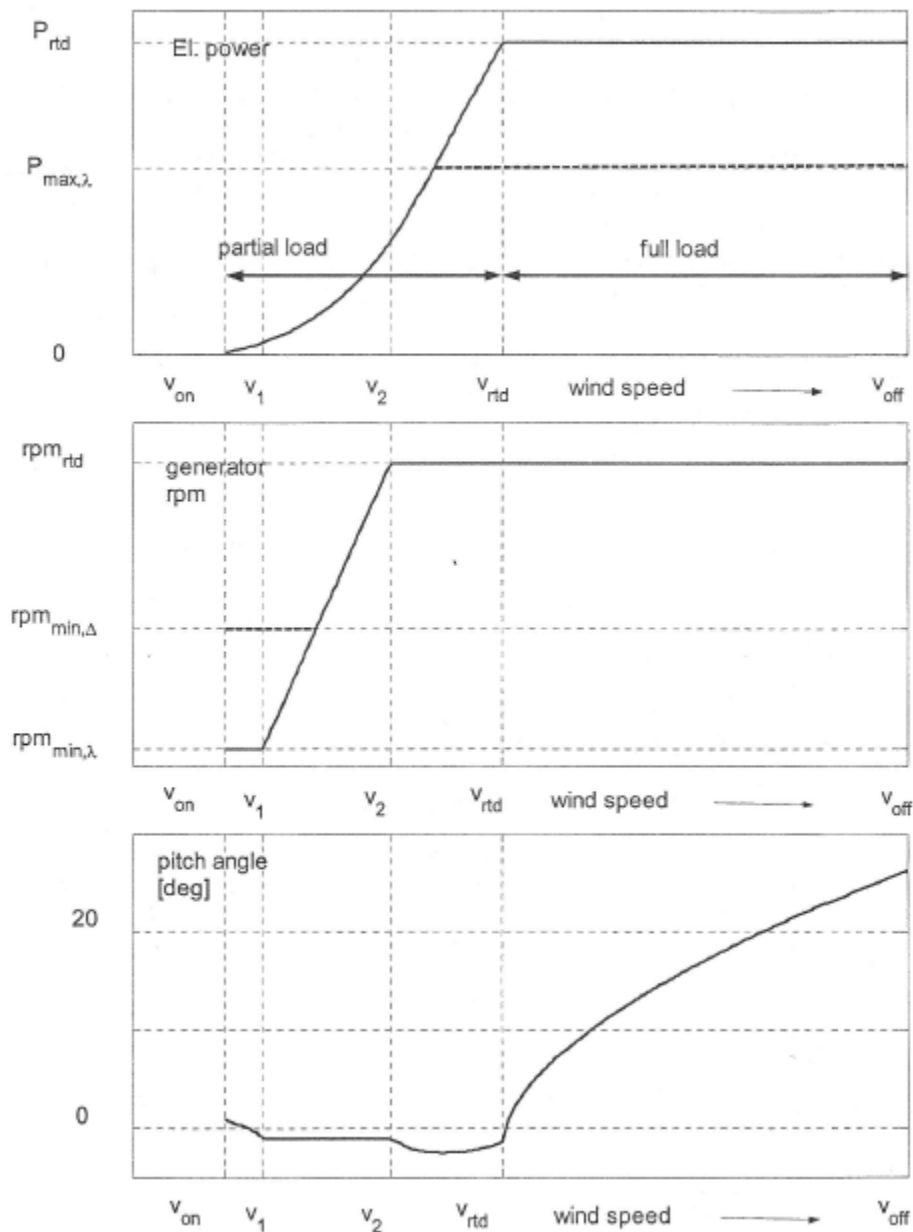 P_rtd
El. power
P_max,λ
partial load
full load
0
v_on v_1 v_2 v_rtd wind speed v_off
rpm_rtd
generator
rpm
rpm_min,Δ
rpm_min,λ
v_on v_1 v_2 v_rtd wind speed v_off
pitch angle
[deg]
20
0
v_on v_1 v_2 v_rtd wind speed v_off